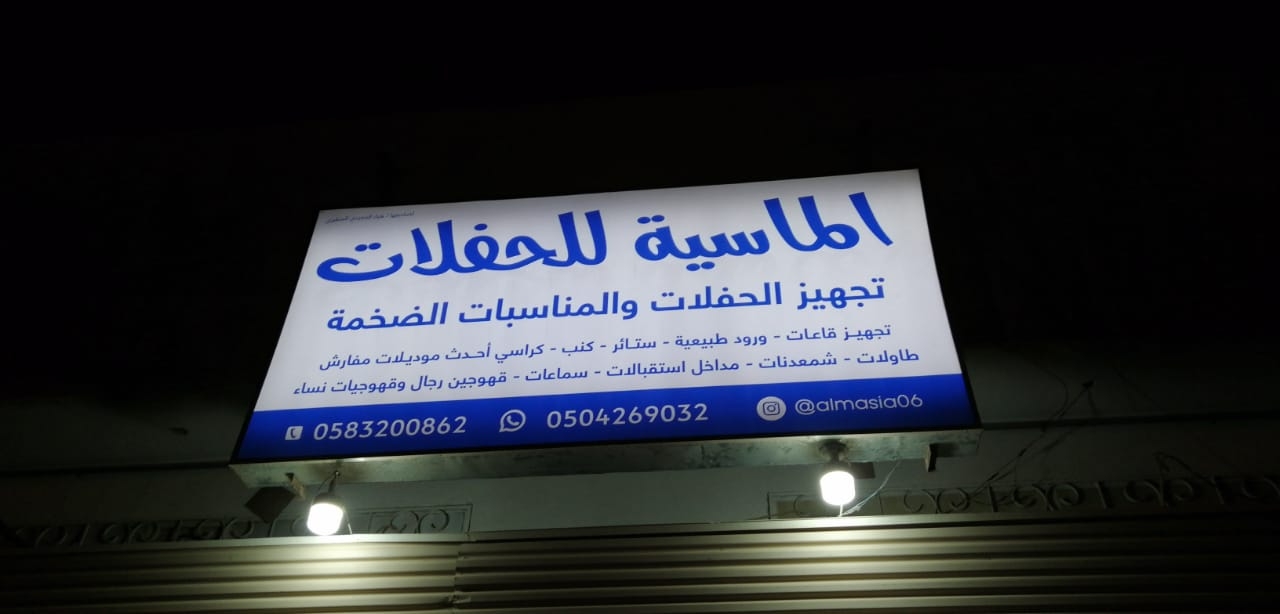 الماسية للحفلات
تجهيز الحفلات والمناسبات الضخمة
تجهيز قاعات - ورود طبيعية - ستائر - كنب - كراسي أحدث موديلات مفارش
طاولات - شمعدنات - مداخل استقبالات - سماعات - قهوجين رجال وقهوجيات نساء
0583200862 0504269032 @almasia06